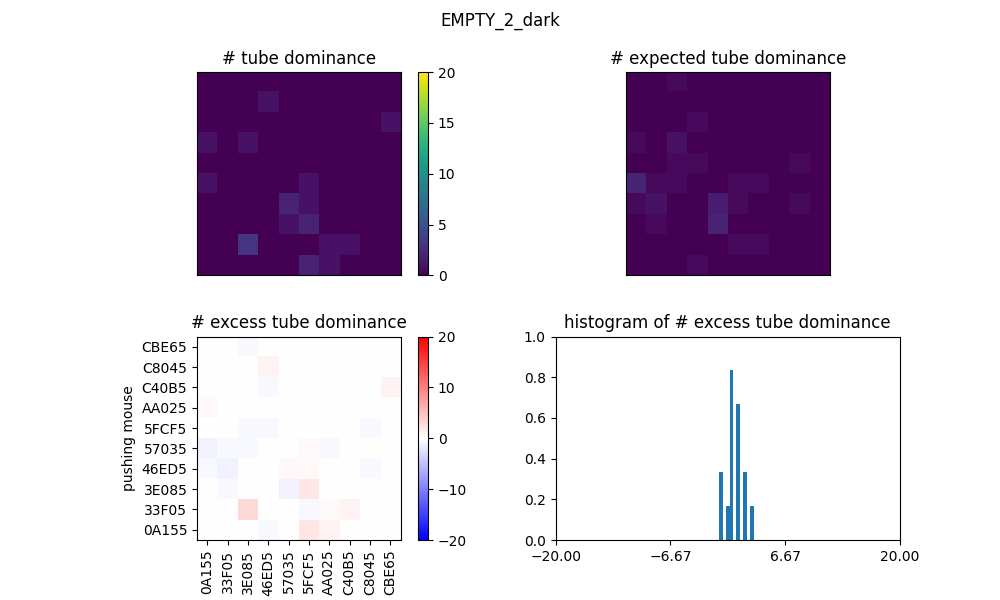 EMPTY_2_dark
# tube dominance
# expected tube dominance
20
15
10
5
0
# excess tube dominance
histogram of # excess tube dominance
pushing mouse
CBE65
C8045
C40B5
AA025
5FCF5
57035
46ED5
3E085
33F05
0A155
0A155
33F05
3E085
46ED5
57035
5FCF5
AA025
C40B5
C8045
CBE65
20
10
0
−10
−20
1.0
0.8
0.6
0.4
0.2
0.0
−20.00
−6.67
6.67
20.00